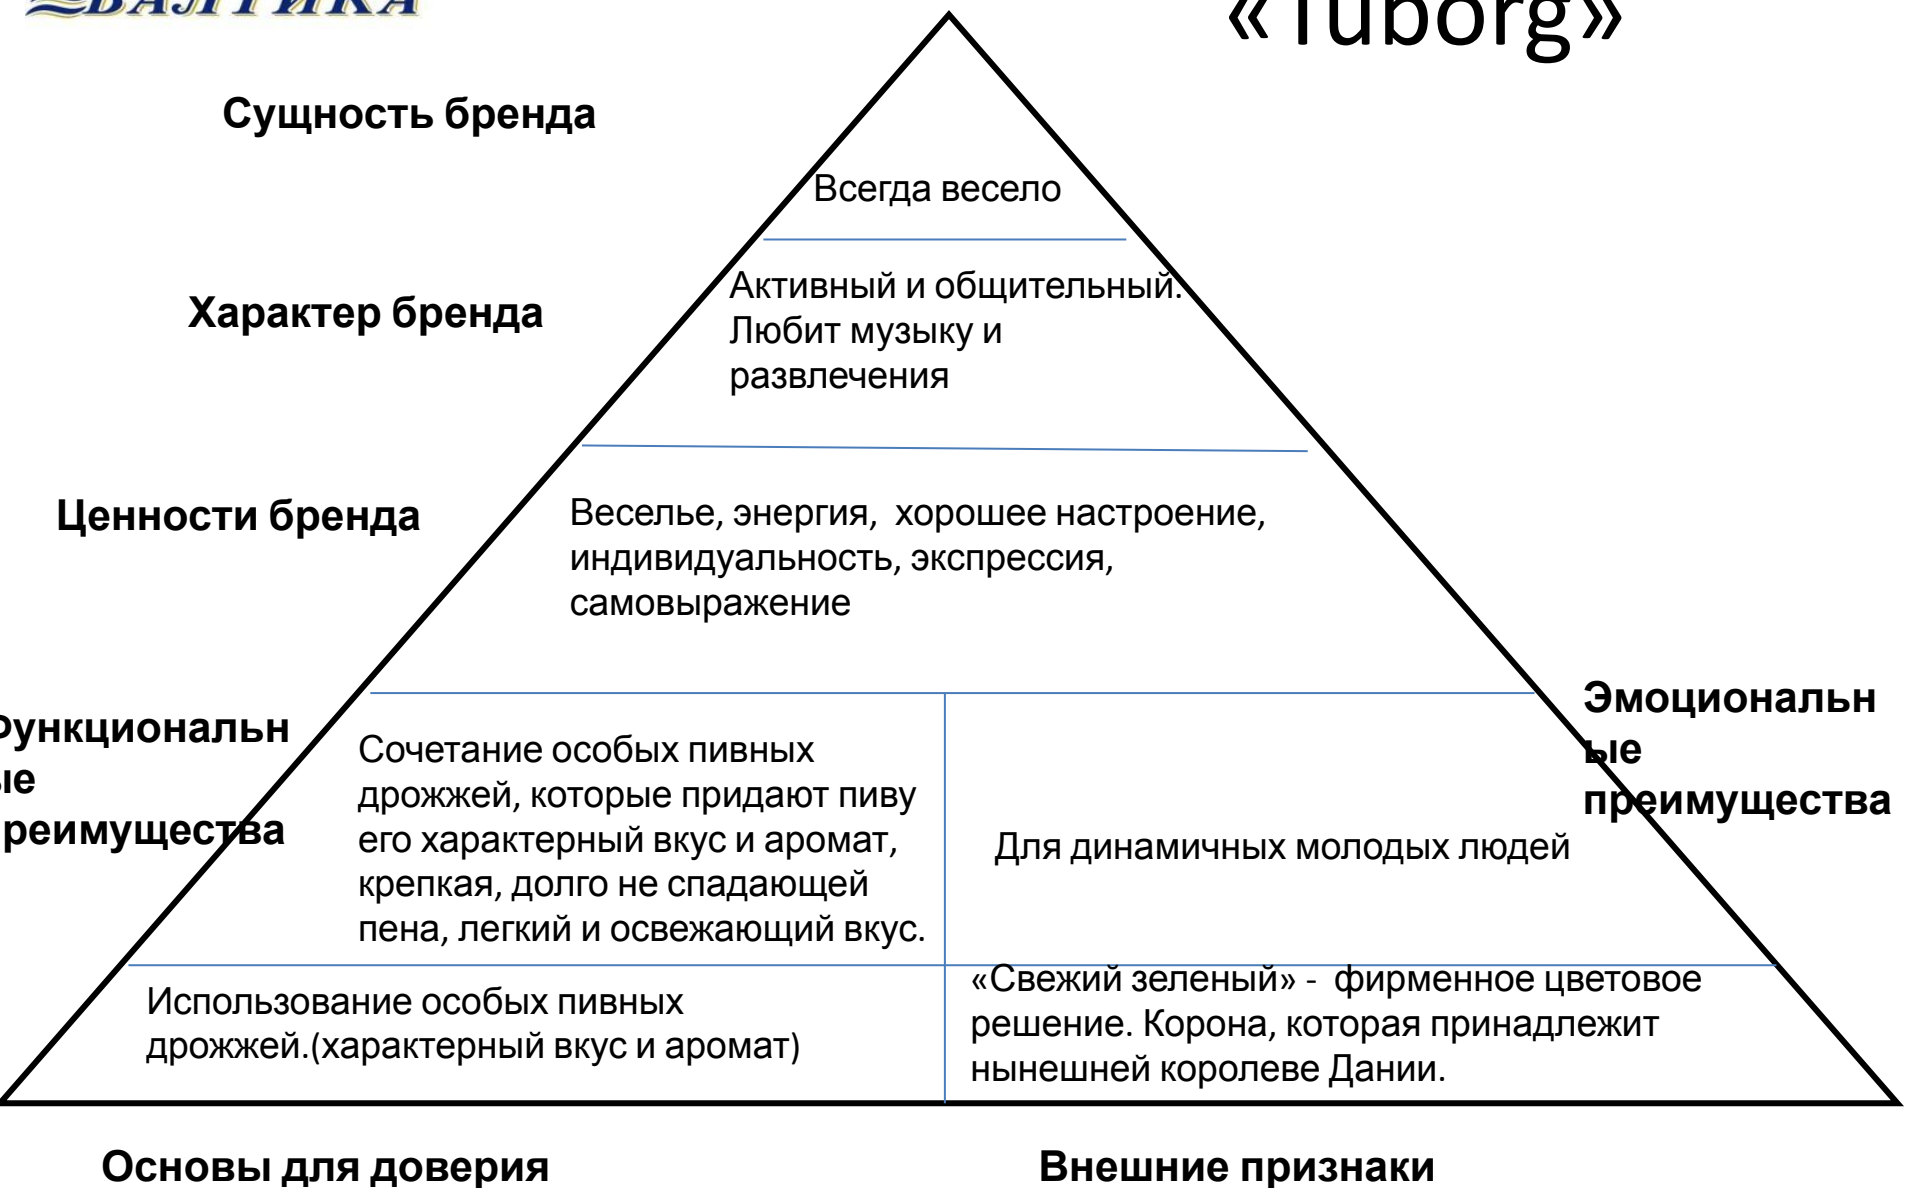 БАЛТИКА
«Tuborg»
Сущность бренда
Всегда весело
Характер бренда
Активный и общительный.
Любит музыку и
развлечения
Ценности бренда
Веселье, энергия,  хорошее настроение,
индивидуальность, экспрессия,
самовыражение
Функциональн
ые
преимущества
Сочетание особых пивных
дрожжей, которые придают пиву
его характерный вкус и аромат,
крепкая, долго не спадающей
пена, легкий и освежающий вкус.
Эмоциональн
ые
преимущества
Для динамичных молодых людей
Использование особых пивных
дрожжей.(характерный вкус и аромат)
«Свежий зеленый» -  фирменное цветовое
решение. Корона, которая принадлежит
нынешней королеве Дании.
Основы для доверия
Внешние признаки